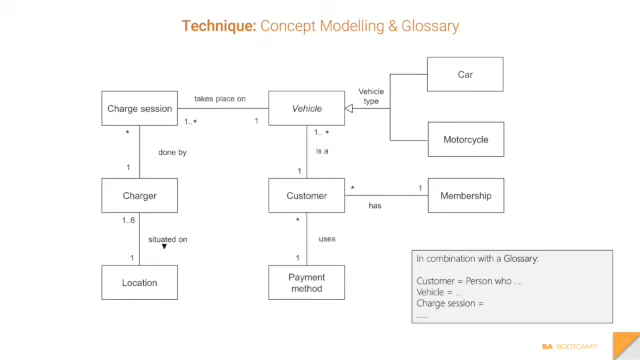 Technique: Concept Modelling & Glossary
Car
Vehicle
type
takes place on
Charge session
Vehicle
1..*
1
Motorcycle
*
1..*
done by
is a
1
1
Charger
Customer
*
1
Membership
has
1..6
*
situated on
uses
1
1
Location
Payment
method
In combination with a Glossary:
Customer = Person who ....
Vehicle = ...
Charge session =
.....
BA BOOTCAMP